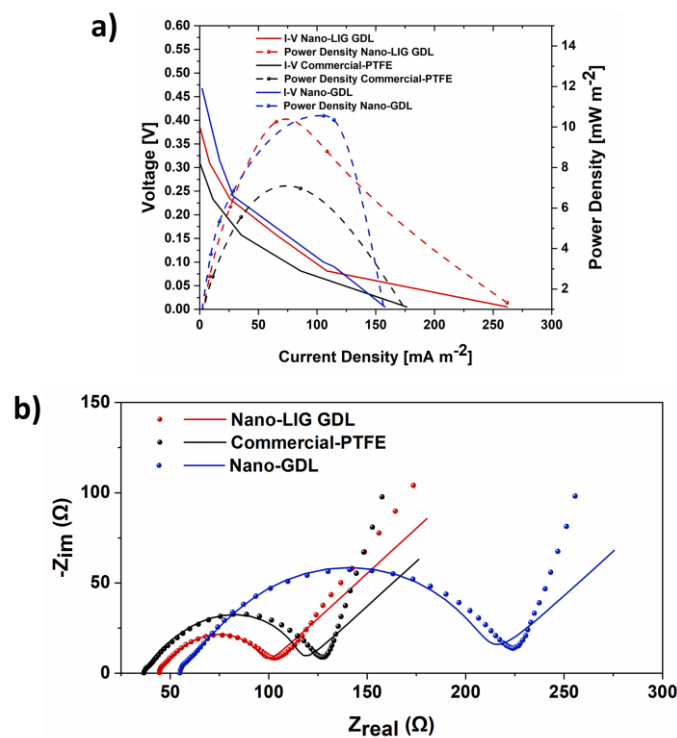 a)
I-V Nano-LIG GDL
Power Density Nano-LIG GDL
I-V Commercial-PTFE
Power Density Commercial-PTFE
I-V Nano-GDL
Power Density Nano-GDL
0.60
0.55
0.50
0.45
0.40
0.35
0.30
0.25
0.20
0.15
0.10
0.05
0.00
Voltage [V]
14
12
10
8
6
4
2
Power Density [mW m-2]
0 50 100 150 200 250 300
Current Density [mA m-2]
b)
Nano-LIG GDL
Commercial-PTFE
Nano-GDL
150
100
50
0
-Zim (Ω)
50 100 150 200 250 300
Zreal (Ω)